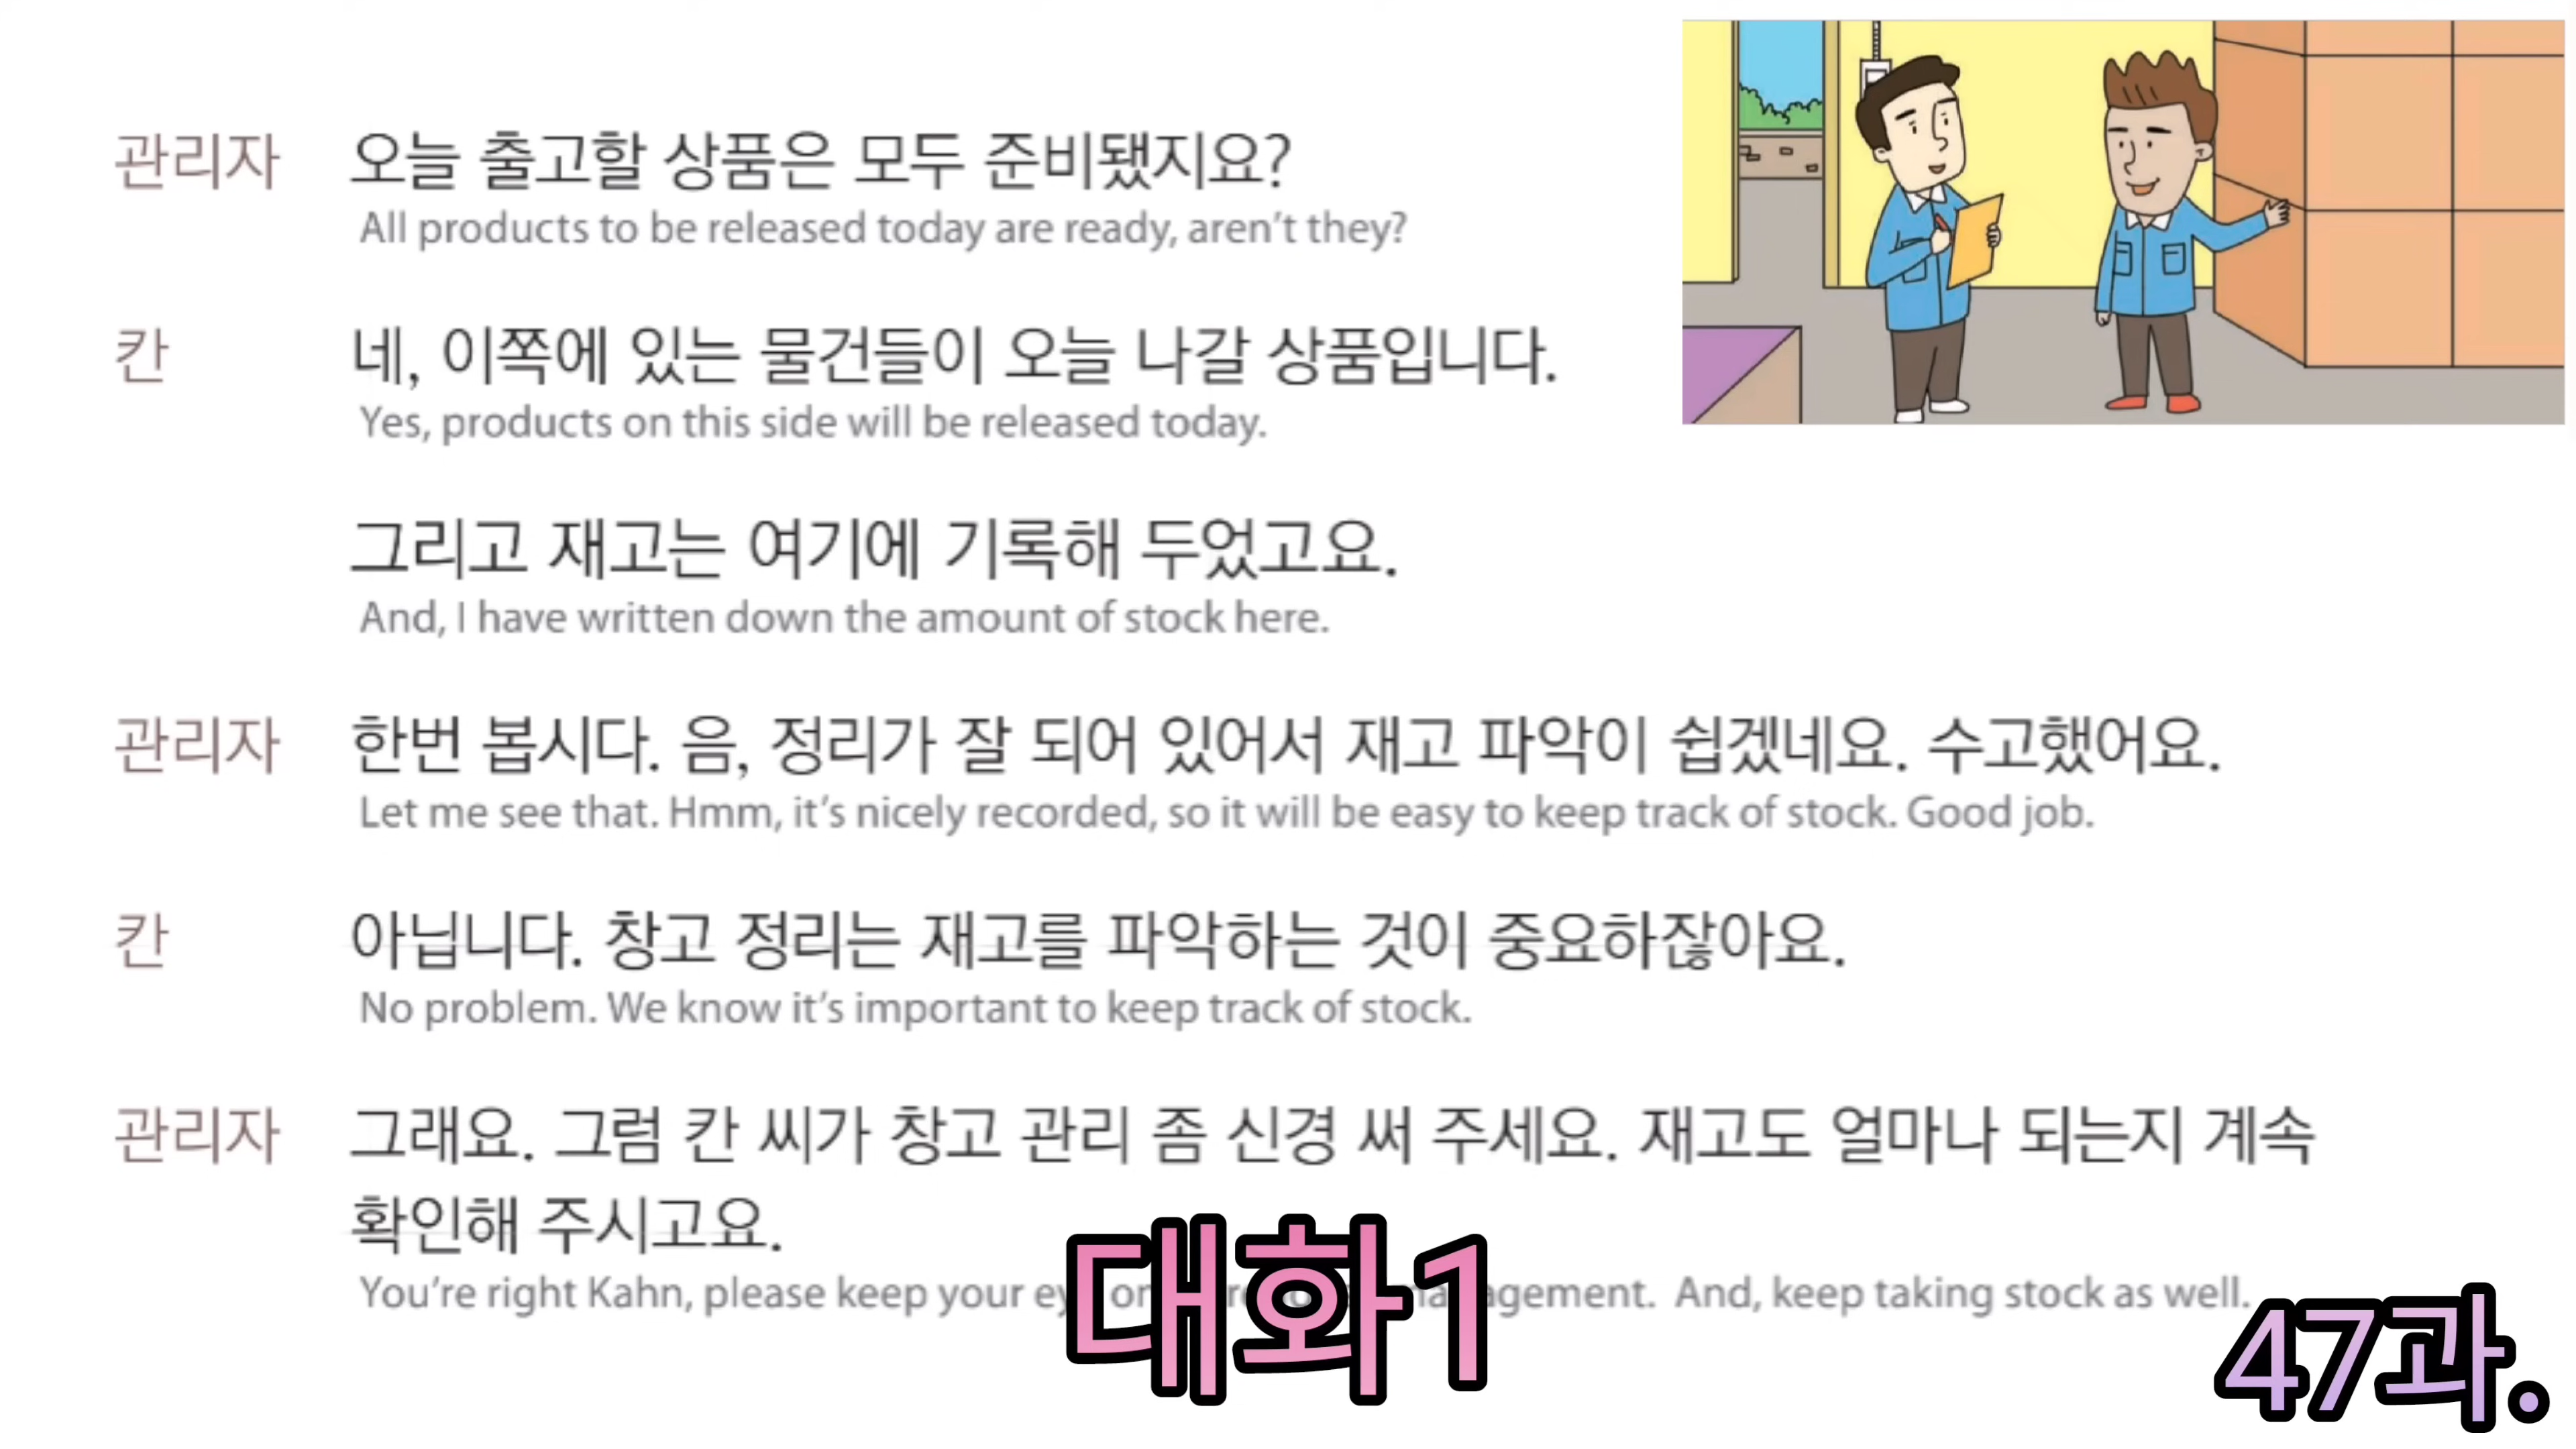 관리자 오늘 출고할 상품은 모두 준비됐지요?
All products to be released today are ready, aren't they?
칸 네, 이쪽에 있는 물건들이 오늘 나갈 상품입니다.
Yes, products on this side will be released today.
그리고 재고는 여기에 기록해 두었고요.
And, I have written down the amount of stock here.
관리자 한번 봅시다. 음, 정리가 잘 되어 있어서 재고 파악이 쉽겠네요. 수고했어요.
Let me see that. Hmm, it's nicely recorded, so it will be easy to keep track of stock. Good job.
칸 아닙니다. 창고 정리는 재고를 파악하는 것이 중요하잖아요.
No problem. We know it's important to keep track of stock.
관리자 그래요. 그럼 칸 씨가 창고 관리 좀 신경 써 주세요. 재고도 얼마나 되는지 계속
확인해 주시고요.
You're right Kahn, please keep your on And, keep taking stock as well.
대화1
47과.